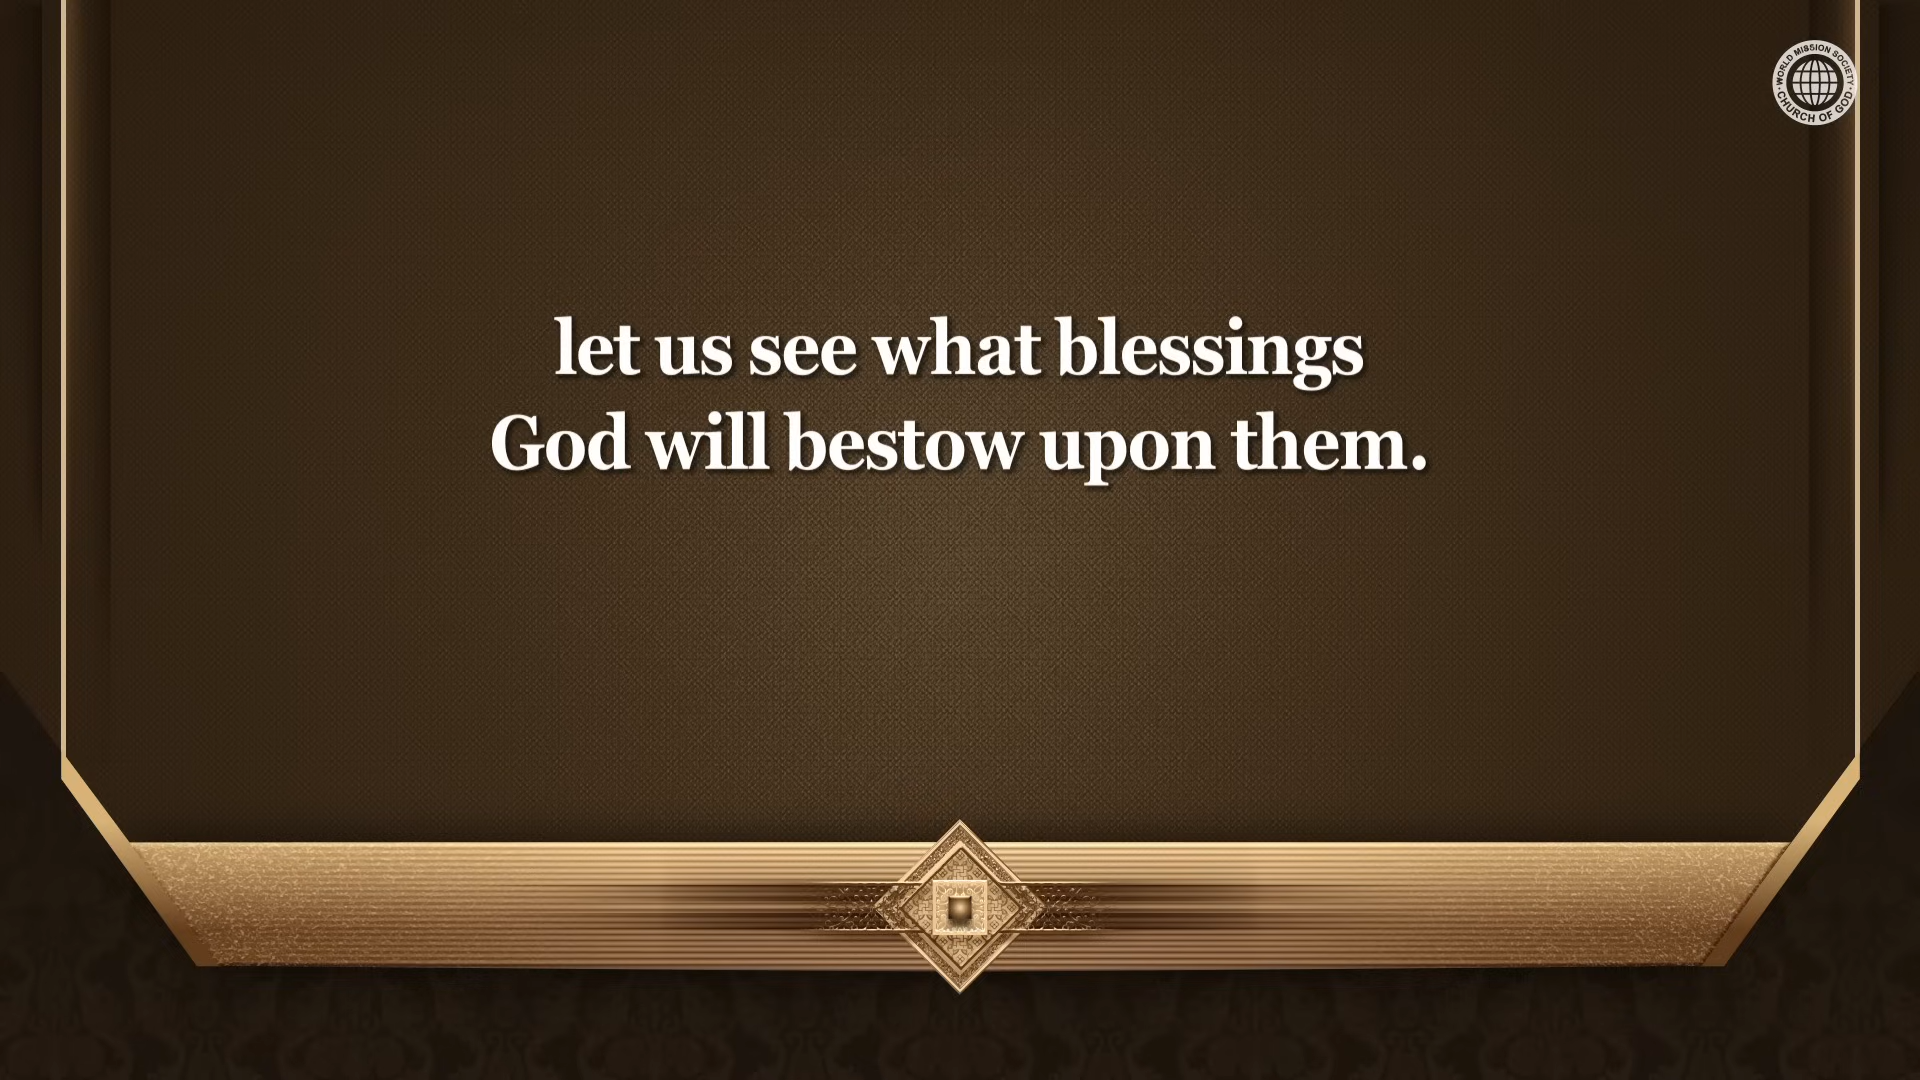 WORLD MISSION SOCIETY
CHURCH OF GOD
let us see what blessings
God will bestow upon them.